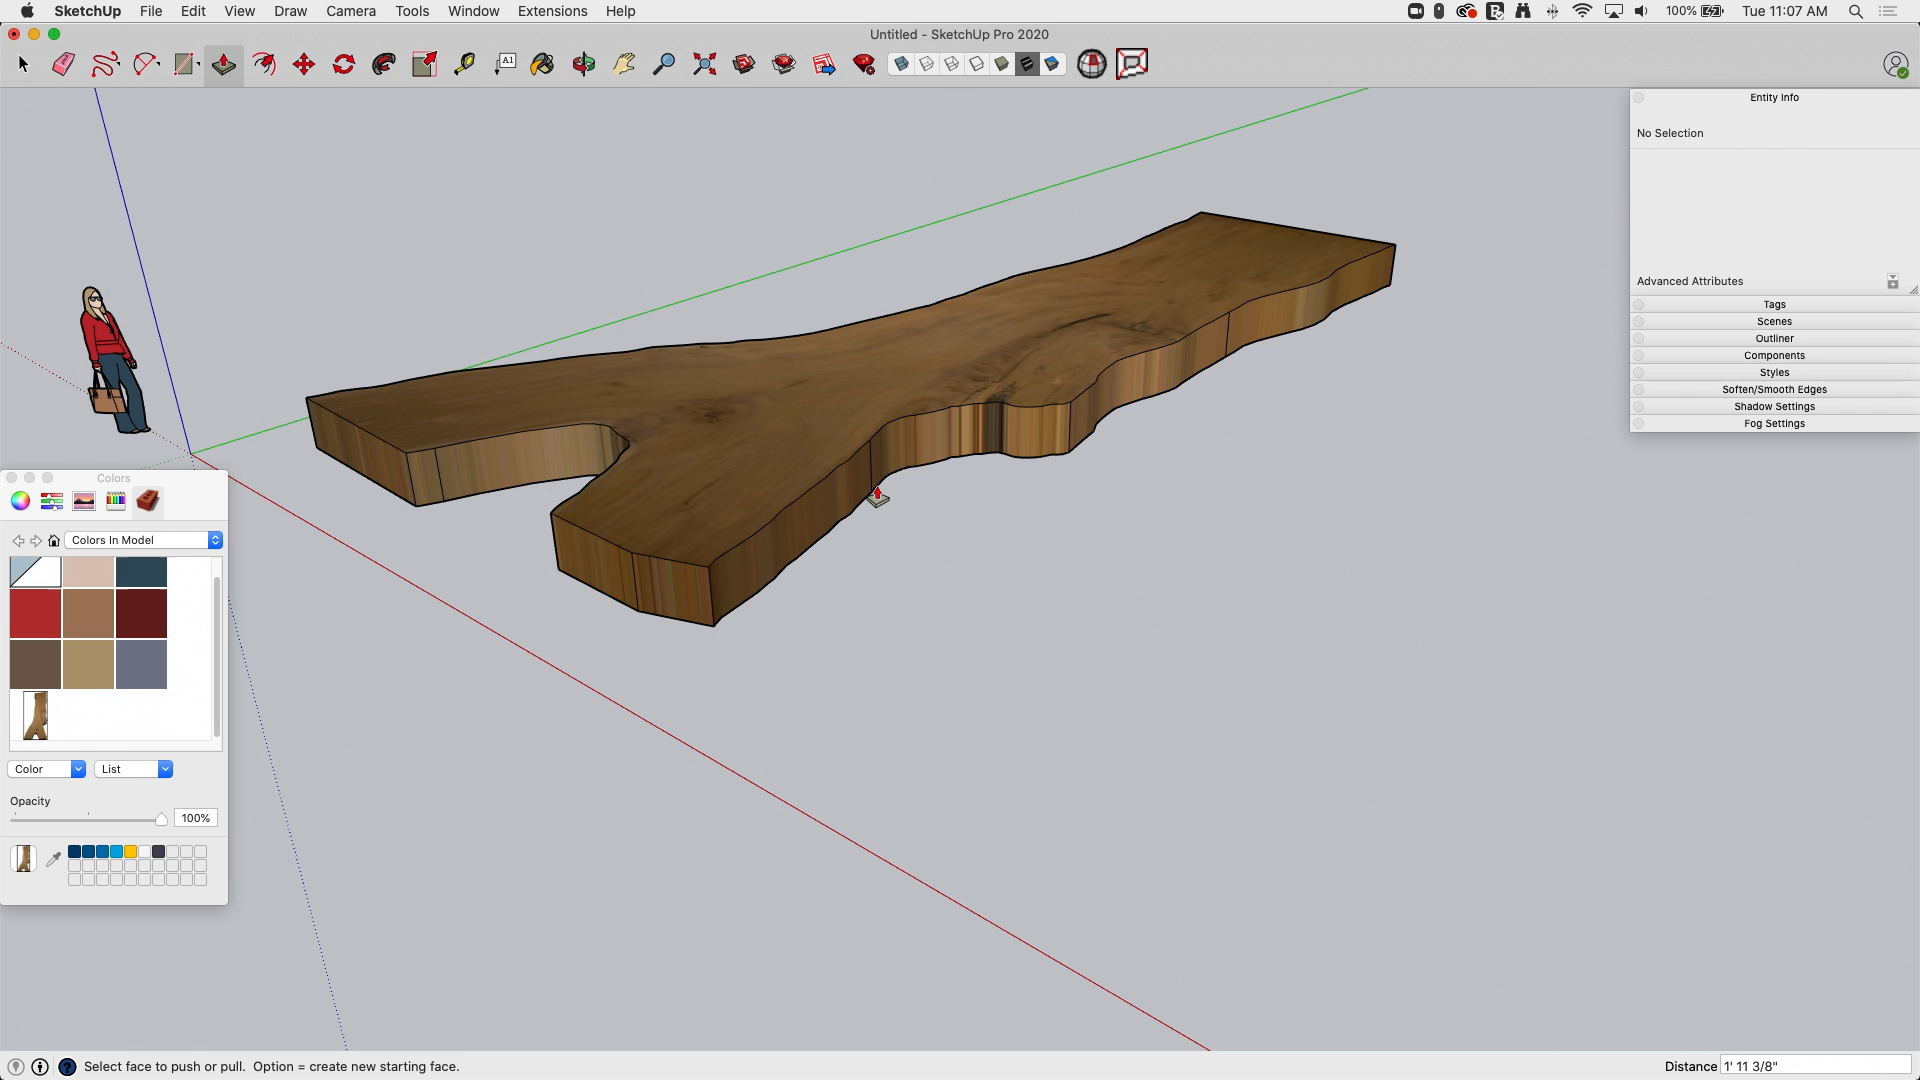 SketchUp File Edit View Draw Camera Tools Window Extensions Help
100% Tue 11:07 AM
Untitled - SketchUp Pro 2020
A1
Entity Info
No Selection
Advanced Attributes
Tags
Scenes
Outliner
Components
Styles
Soften/Smooth Edges
Shadow Settings
Fog Settings
Colors
Colors In Model
Color List
Opacity
100%
Select face to push or pull. Option = create new starting face.
Distance 1' 11 3/8"